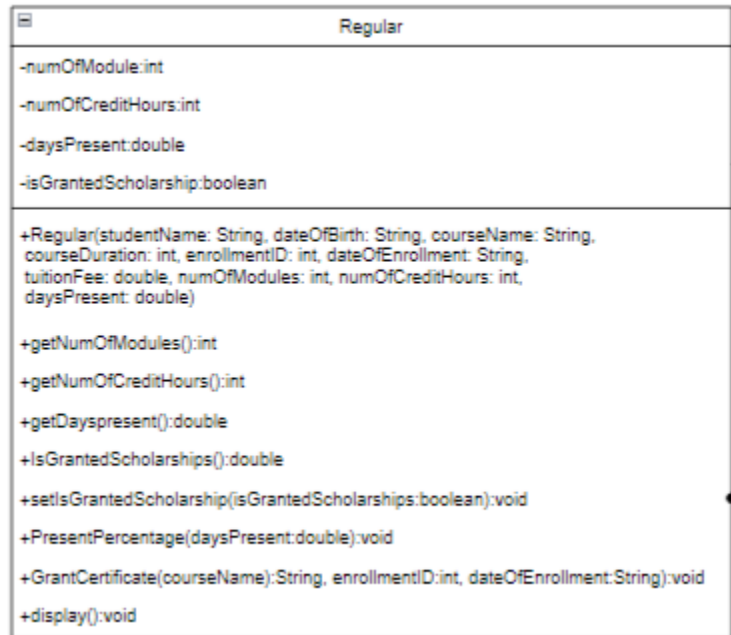 Regular
-numOfModule:int
-numOfCreditHours:int
-daysPresent:double
-isGrantedScholarship:boolean
+Regular(studentName: String, dateOfBirth: String, courseName: String,
courseDuration: int, enrollmentID: int, dateOfEnrollment: String,
tuitionFee: double, numOfModules: int, numOfCreditHours: int,
daysPresent: double)
+getNumOfModules():int
+getNumOfCreditHours():int
+getDayspresent():double
+IsGrantedScholarships():double
+setIsGrantedScholarship(isGrantedScholarships:boolean):void
+PresentPercentage(daysPresent:double):void
+GrantCertificate(courseName):String, enrollmentID:int, dateOfEnrollment:String):void
+display():void